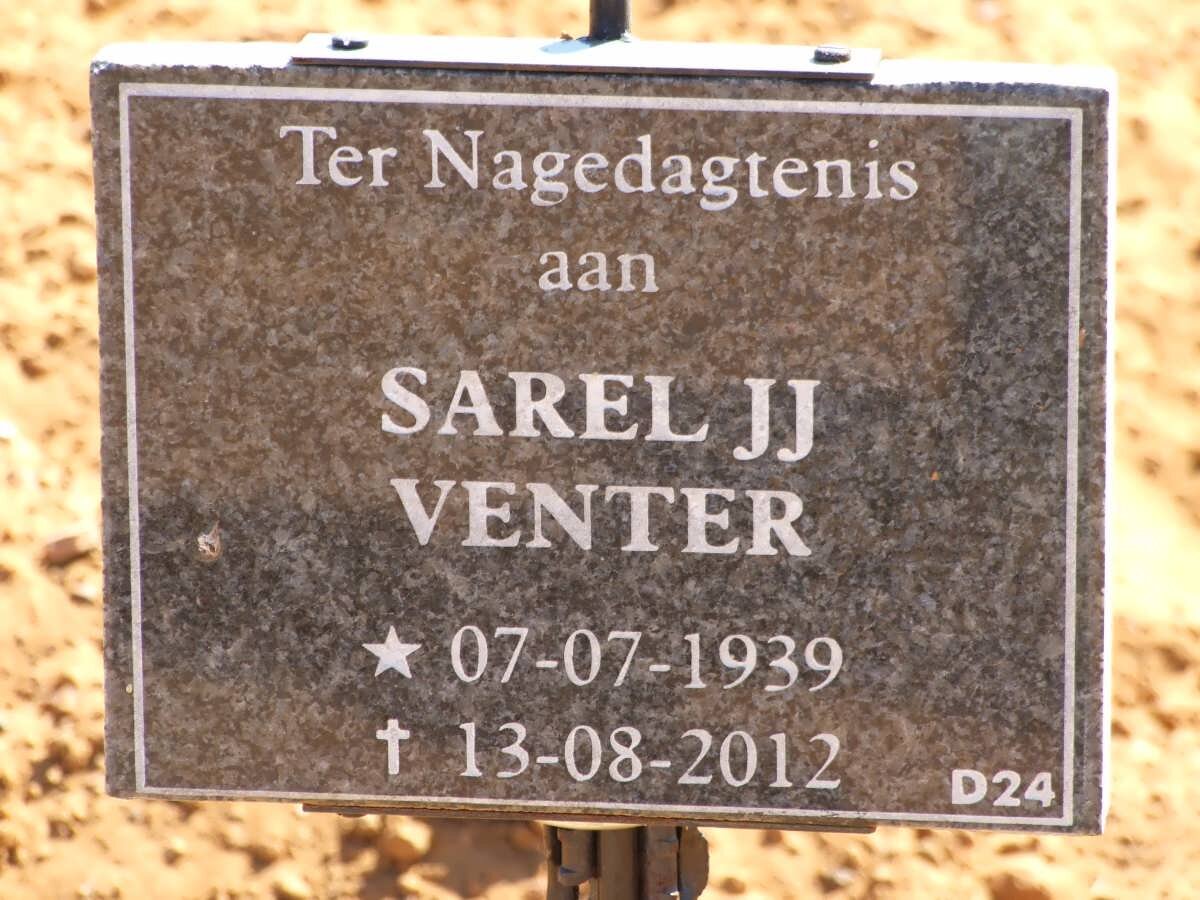 Ter Nagedagtenis
aan
SAREL JJ
VENTER
★ 07-07-1939
✝ 13-08-2012
D24